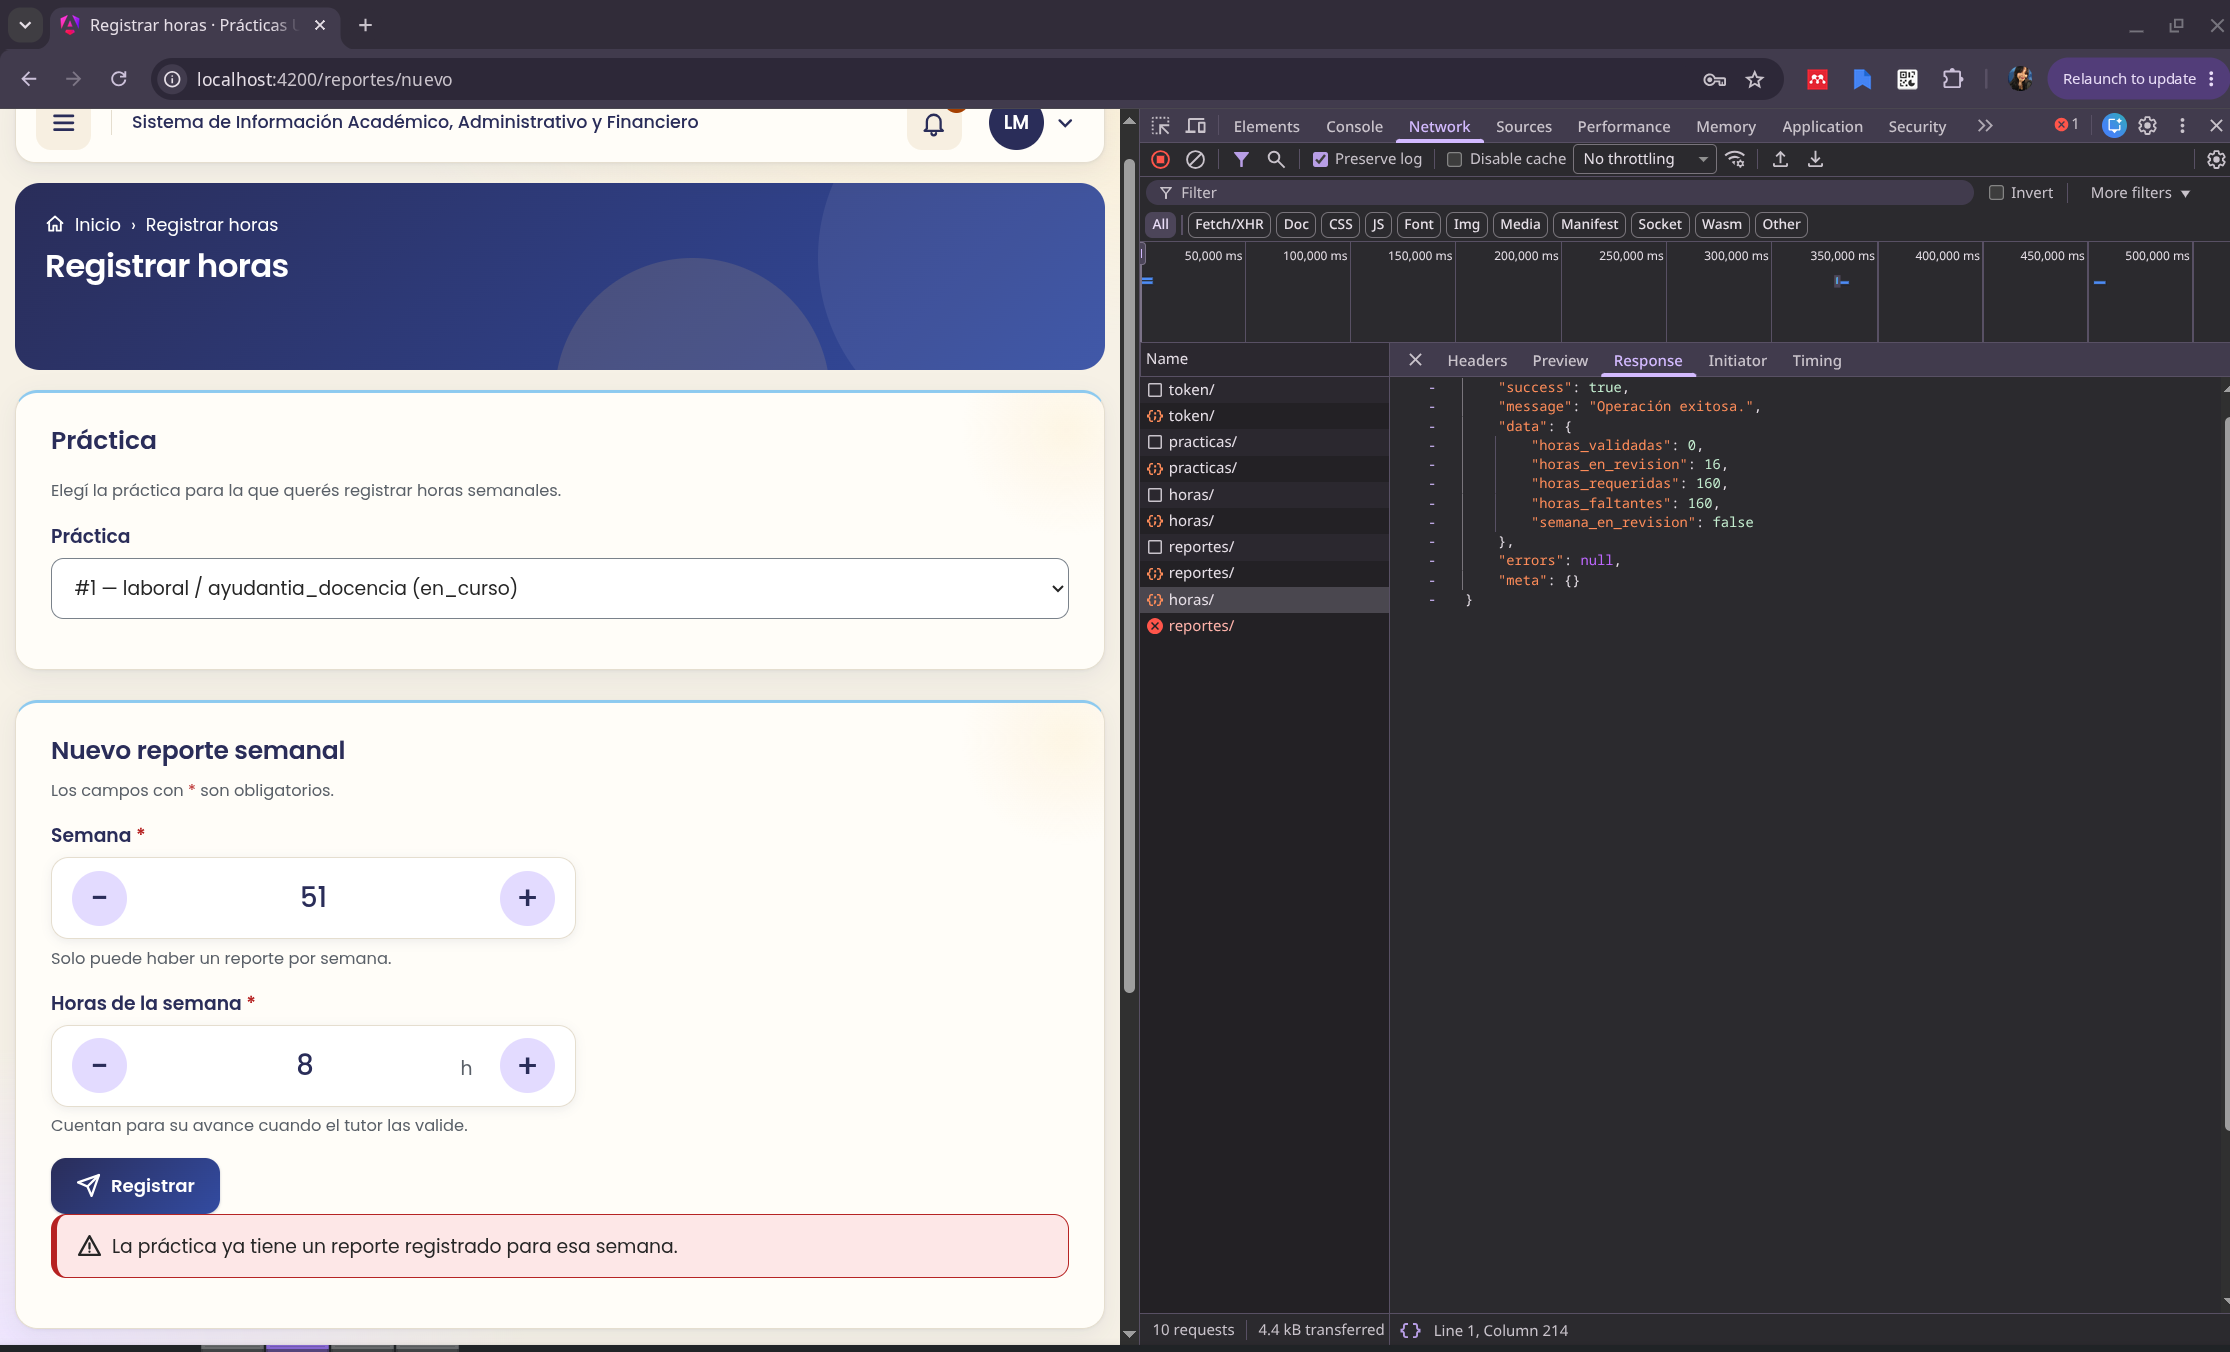 Registrar horas · Prácticas
localhost:4200/reportes/nuevo
Relaunch to update
Sistema de Información Académico, Administrativo y Financiero
LM
Inicio › Registrar horas
Registrar horas
Práctica
Elegí la práctica para la que querés registrar horas semanales.
Práctica
#1 — laboral / ayudantia_docencia (en_curso)
Nuevo reporte semanal
Los campos con * son obligatorios.
Semana *
− 51 +
Solo puede haber un reporte por semana.
Horas de la semana *
− 8 h +
Cuentan para su avance cuando el tutor las valide.
Registrar
La práctica ya tiene un reporte registrado para esa semana.
Elements Console Network Sources Performance Memory Application Security 1
Preserve log Disable cache No throttling
Filter Invert More filters
All Fetch/XHR Doc CSS JS Font Img Media Manifest Socket Wasm Other
50,000 ms 100,000 ms 150,000 ms 200,000 ms 250,000 ms 300,000 ms 350,000 ms 400,000 ms 450,000 ms 500,000 ms
Name
token/
token/
practicas/
practicas/
horas/
horas/
reportes/
reportes/
horas/
reportes/
Headers Preview Response Initiator Timing
- "success": true,
- "message": "Operación exitosa.",
- "data": {
- "horas_validadas": 0,
- "horas_en_revision": 16,
- "horas_requeridas": 160,
- "horas_faltantes": 160,
- "semana_en_revision": false
- },
- "errors": null,
- "meta": {}
- }
10 requests 4.4 kB transferred {} Line 1, Column 214